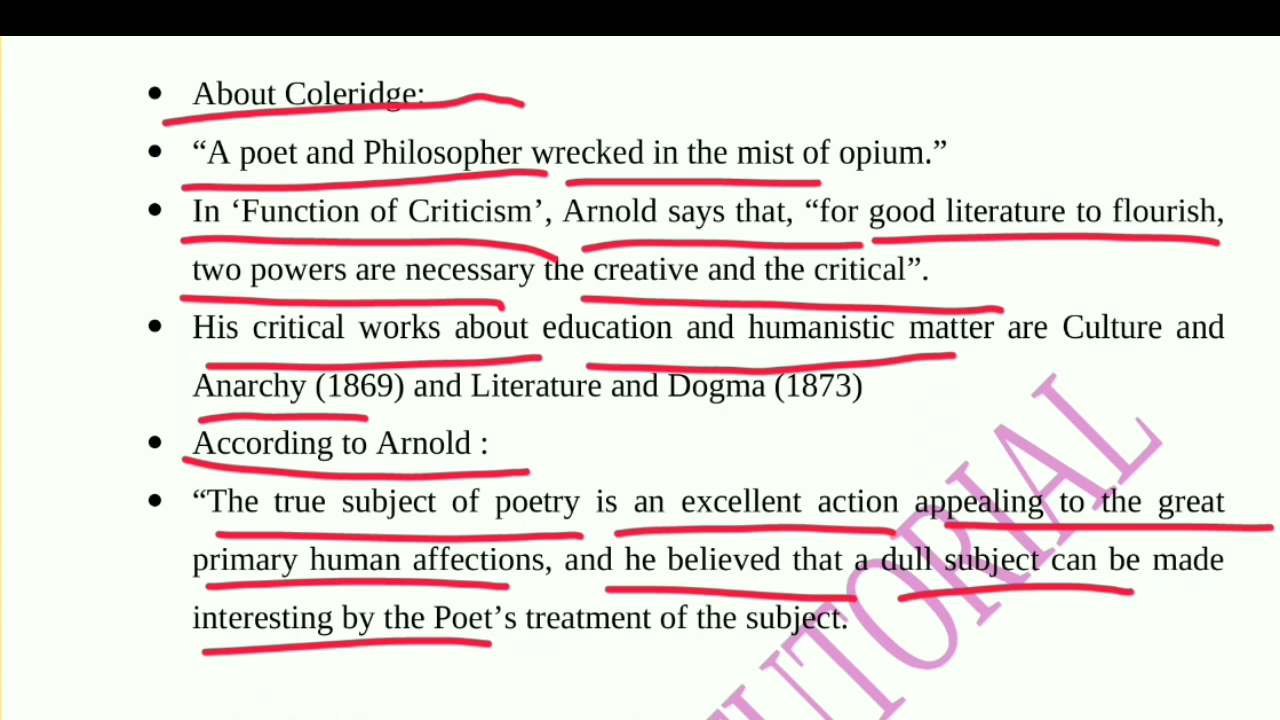 • About Coleridge:
• “A poet and Philosopher wrecked in the mist of opium.”
• In ‘Function of Criticism’, Arnold says that, “for good literature to flourish,
two powers are necessary the creative and the critical”.
• His critical works about education and humanistic matter are Culture and
Anarchy (1869) and Literature and Dogma (1873)
• According to Arnold :
• “The true subject of poetry is an excellent action appealing to the great
primary human affections, and he believed that a dull subject can be made
interesting by the Poet’s treatment of the subject.
TUTORIAL